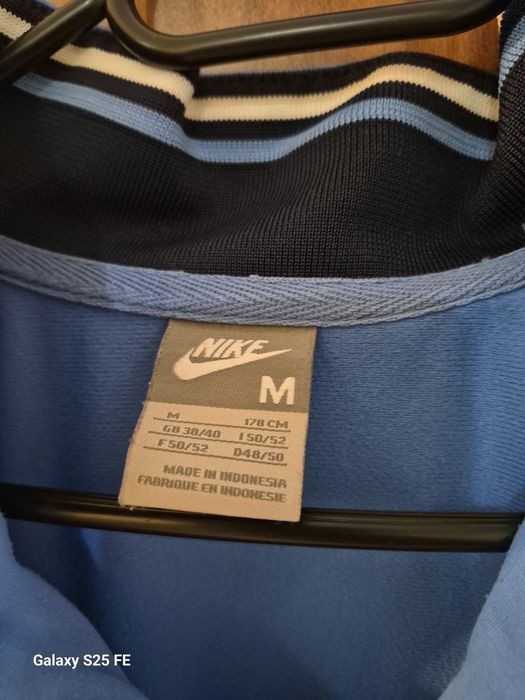 NIKE
M
M 178 CM
GB 38/40 I 50/52
F 50/52 D48/50
MADE IN INDONESIA
FABRIQUE EN INDONESIE
Galaxy S25 FE